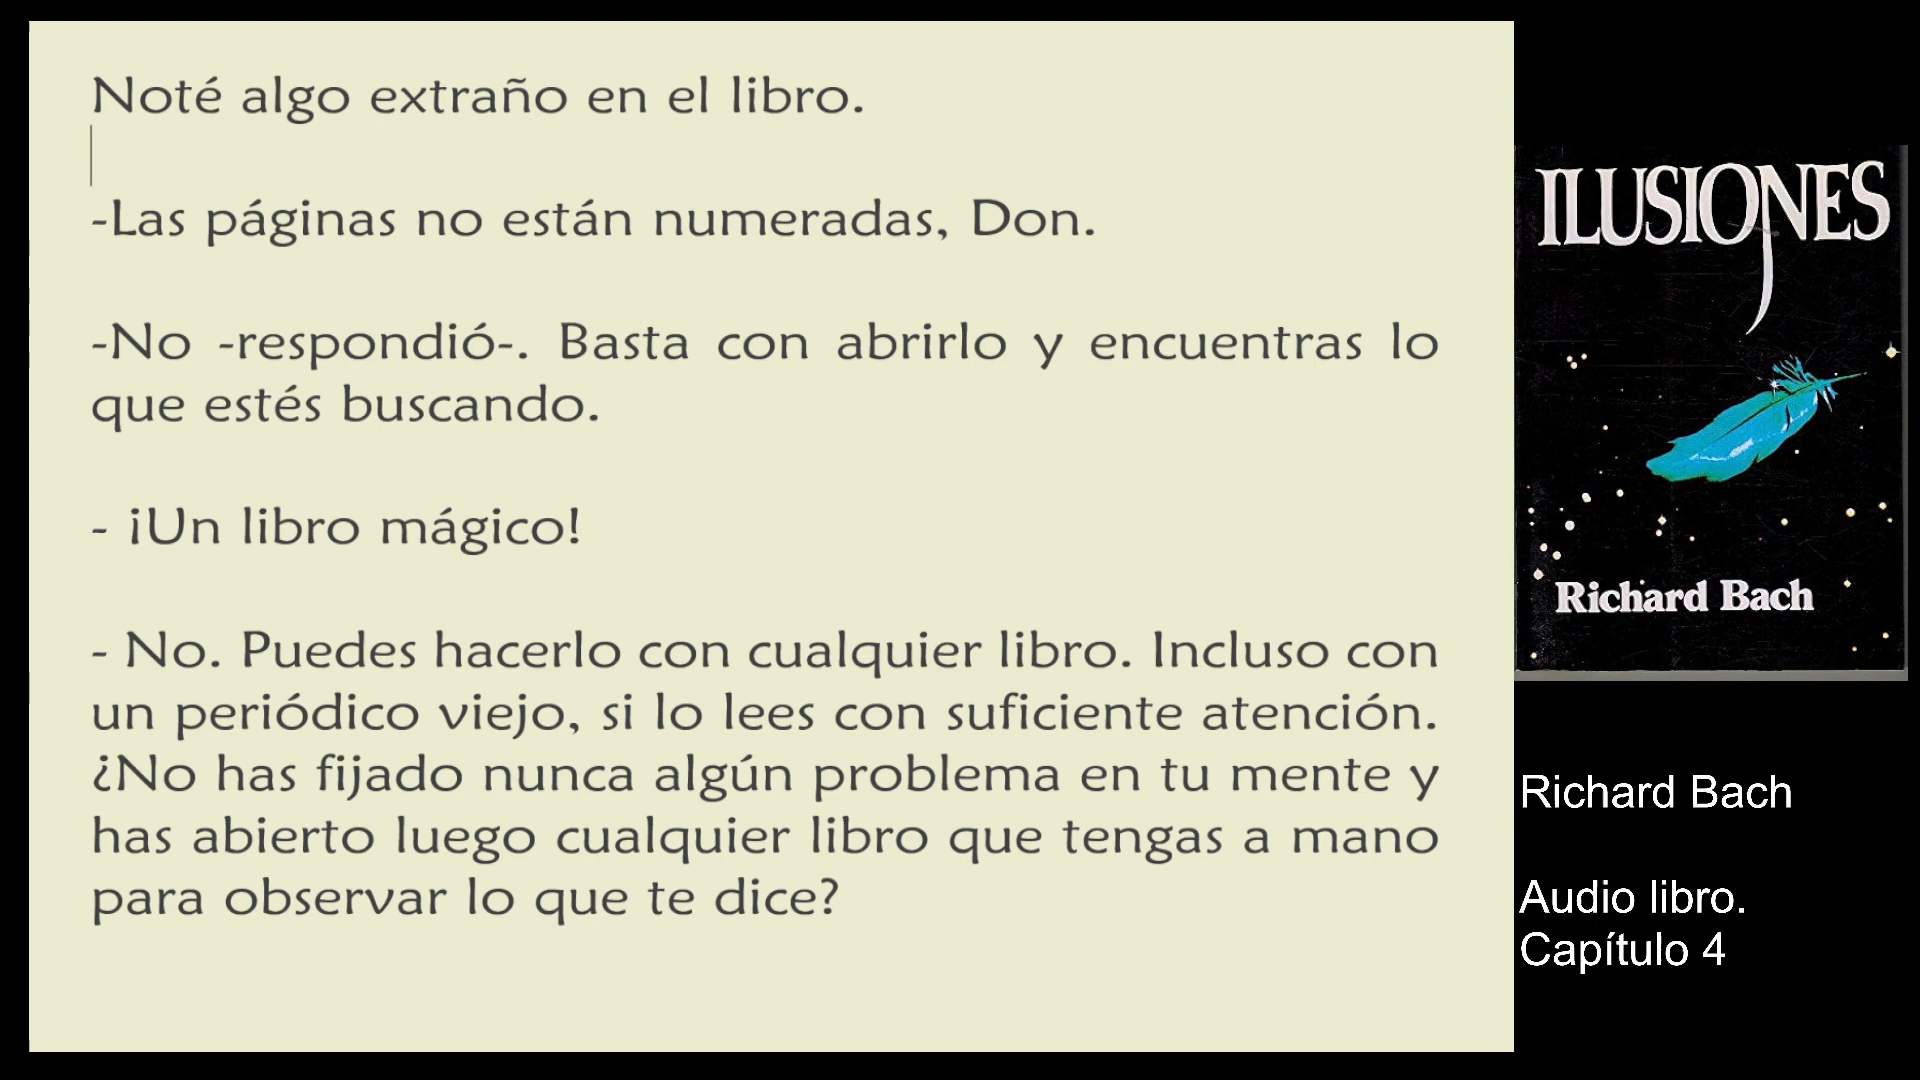 Noté algo extraño en el libro.
-Las páginas no están numeradas, Don.
-No -respondió-. Basta con abrirlo y encuentras lo
que estés buscando.
- ¡Un libro mágico!
- No. Puedes hacerlo con cualquier libro. Incluso con
un periódico viejo, si lo lees con suficiente atención.
¿No has fijado nunca algún problema en tu mente y
has abierto luego cualquier libro que tengas a mano
para observar lo que te dice?
ILUSIONES
Richard Bach
Richard Bach
Audio libro.
Capítulo 4